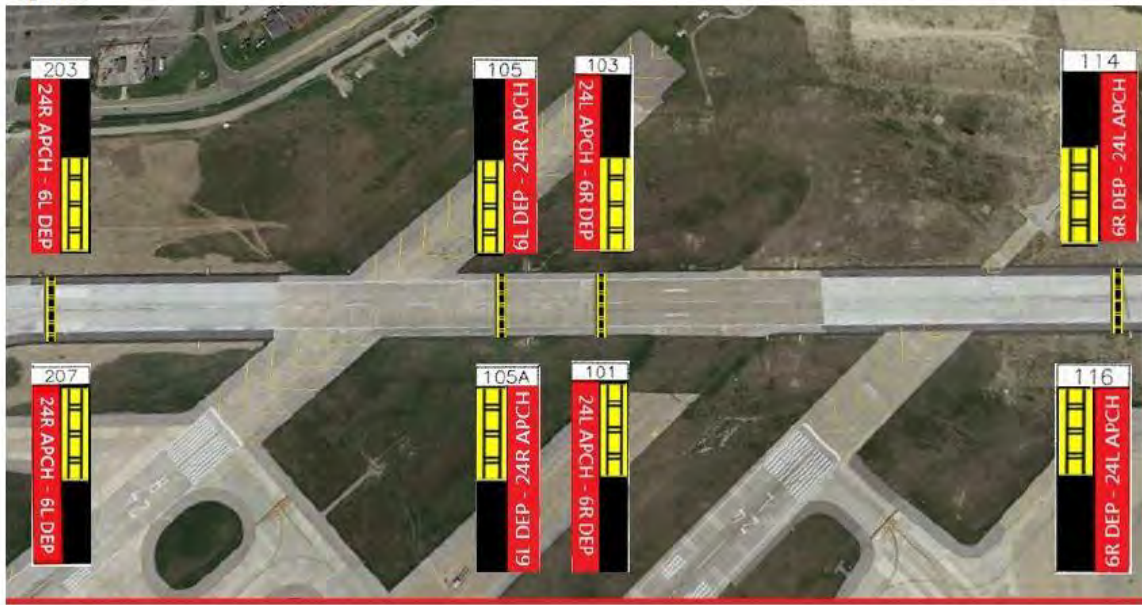 203
24R APCH - 6L DEP
105
6L DEP - 24R APCH
103
24L APCH - 6R DEP
114
6R DEP - 24L APCH
207
24R APCH - 6L DEP
105A
6L DEP - 24R APCH
101
24L APCH - 6R DEP
116
6R DEP - 24L APCH